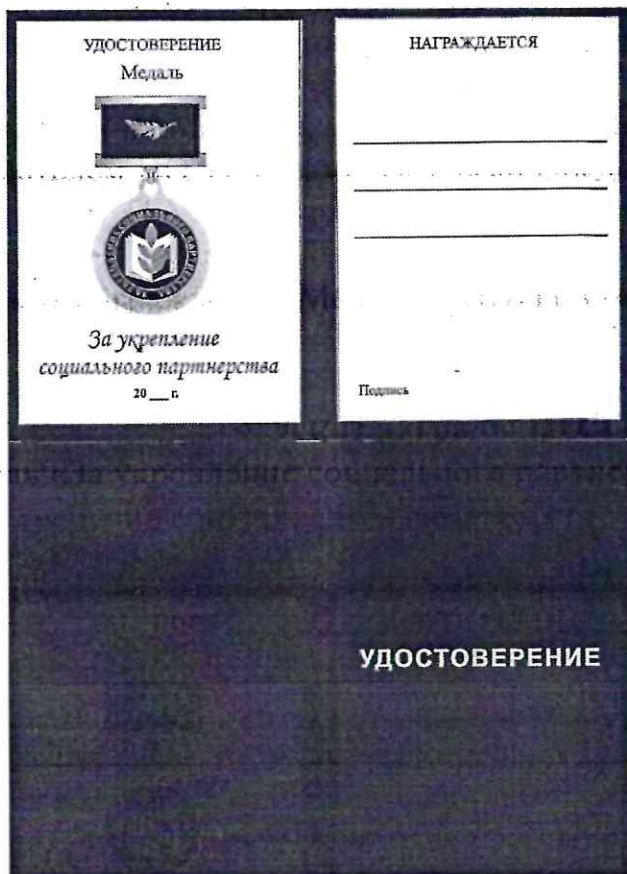 УДОСТОВЕРЕНИЕ
Медаль
За укрепление
социального партнерства
20 __ г.
НАГРАЖДАЕТСЯ
Подпись
УДОСТОВЕРЕНИЕ